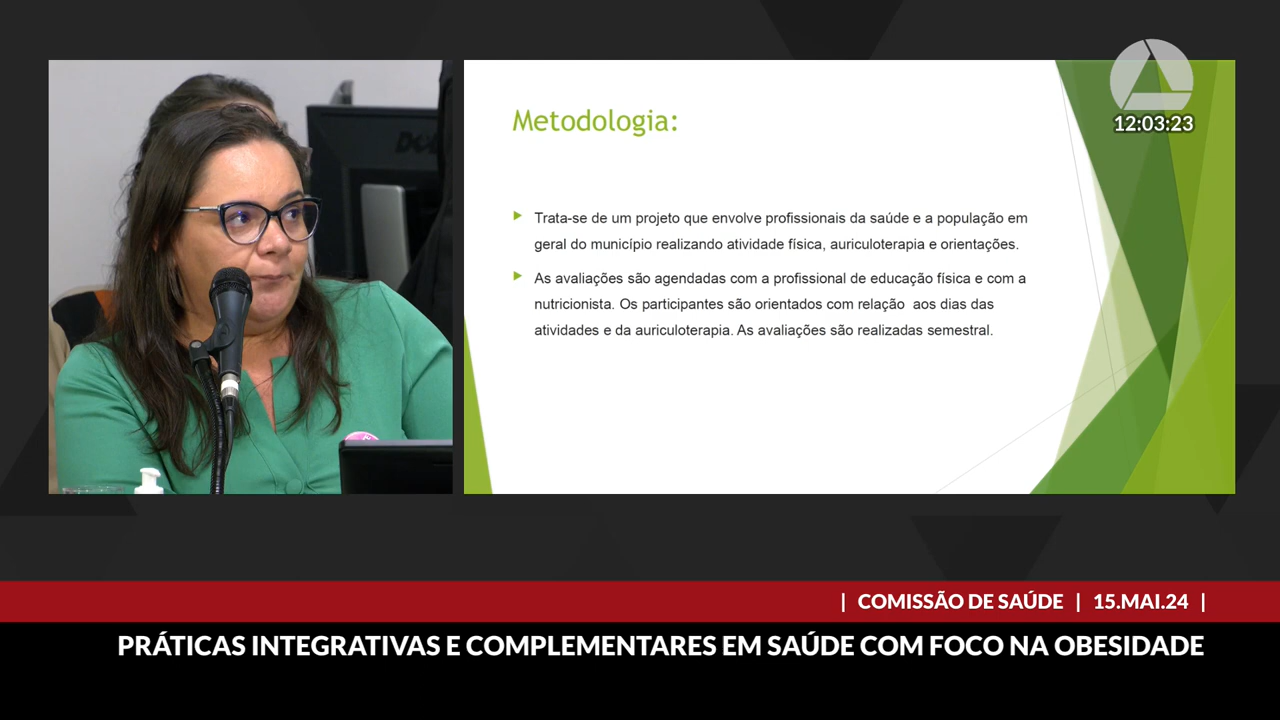 12:03:23
Metodologia:
Trata-se de um projeto que envolve profissionais da saúde e a população em
geral do município realizando atividade física, auriculoterapia e orientações.
As avaliações são agendadas com a profissional de educação física e com a
nutricionista. Os participantes são orientados com relação aos dias das
atividades e da auriculoterapia. As avaliações são realizadas semestral.
| COMISSÃO DE SAÚDE | 15.MAI.24 |
PRÁTICAS INTEGRATIVAS E COMPLEMENTARES EM SAÚDE COM FOCO NA OBESIDADE